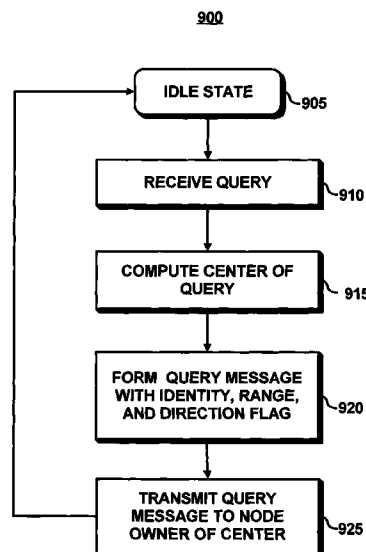 900
IDLE STATE
905
RECEIVE QUERY
910
COMPUTE CENTER OF
QUERY
915
FORM QUERY MESSAGE
WITH IDENTITY, RANGE,
AND DIRECTION FLAG
920
TRANSMIT QUERY
MESSAGE TO NODE
OWNER OF CENTER
925